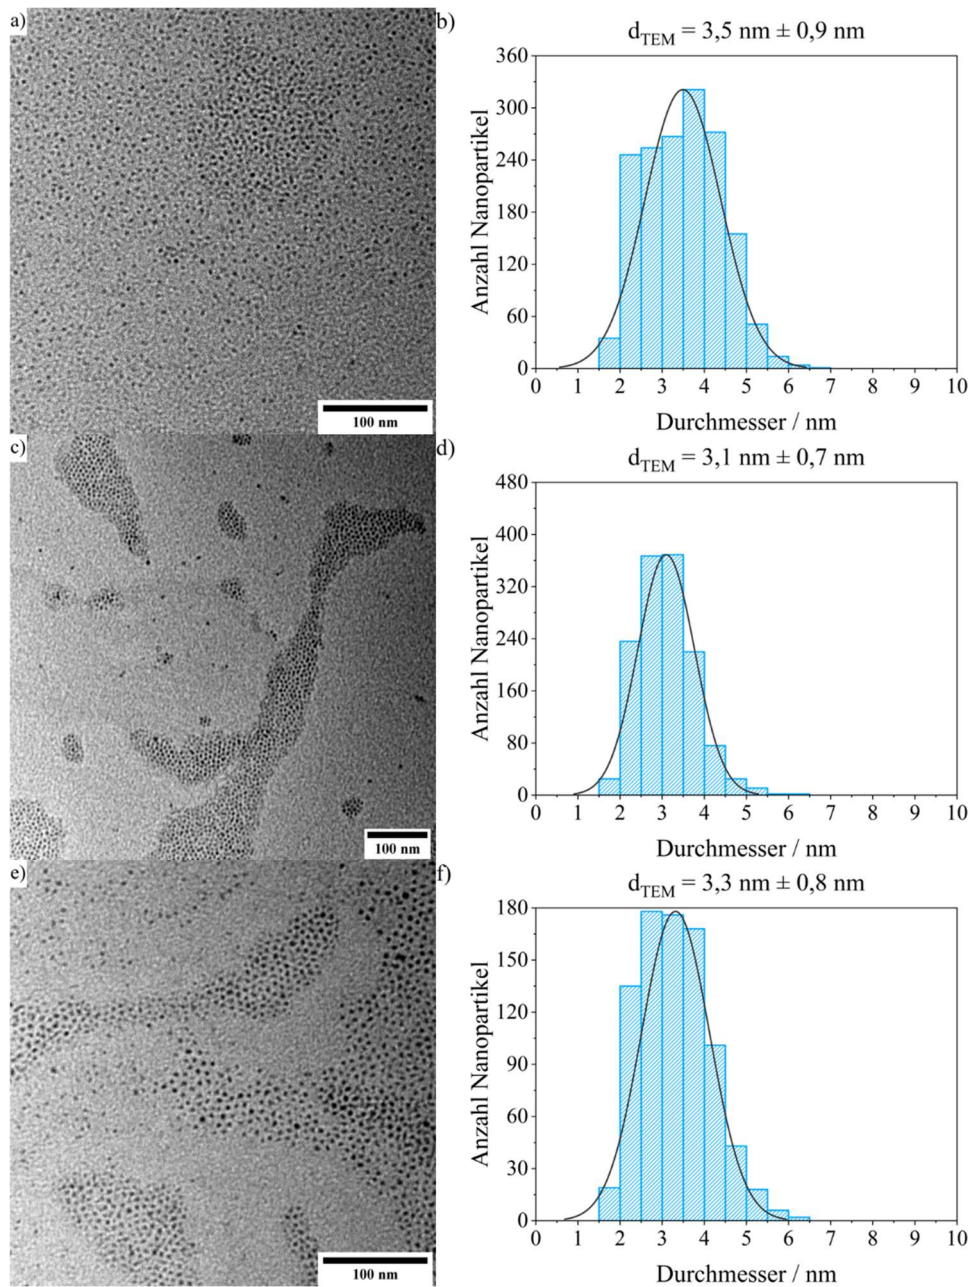 a)
100 nm
b)
d_TEM = 3,5 nm ± 0,9 nm
360
300
240
180
120
60
0
Anzahl Nanopartikel
0 1 2 3 4 5 6 7 8 9 10
Durchmesser / nm
c)
100 nm
d)
d_TEM = 3,1 nm ± 0,7 nm
480
400
320
240
160
80
0
Anzahl Nanopartikel
0 1 2 3 4 5 6 7 8 9 10
Durchmesser / nm
e)
100 nm
f)
d_TEM = 3,3 nm ± 0,8 nm
180
150
120
90
60
30
0
Anzahl Nanopartikel
0 1 2 3 4 5 6 7 8 9 10
Durchmesser / nm